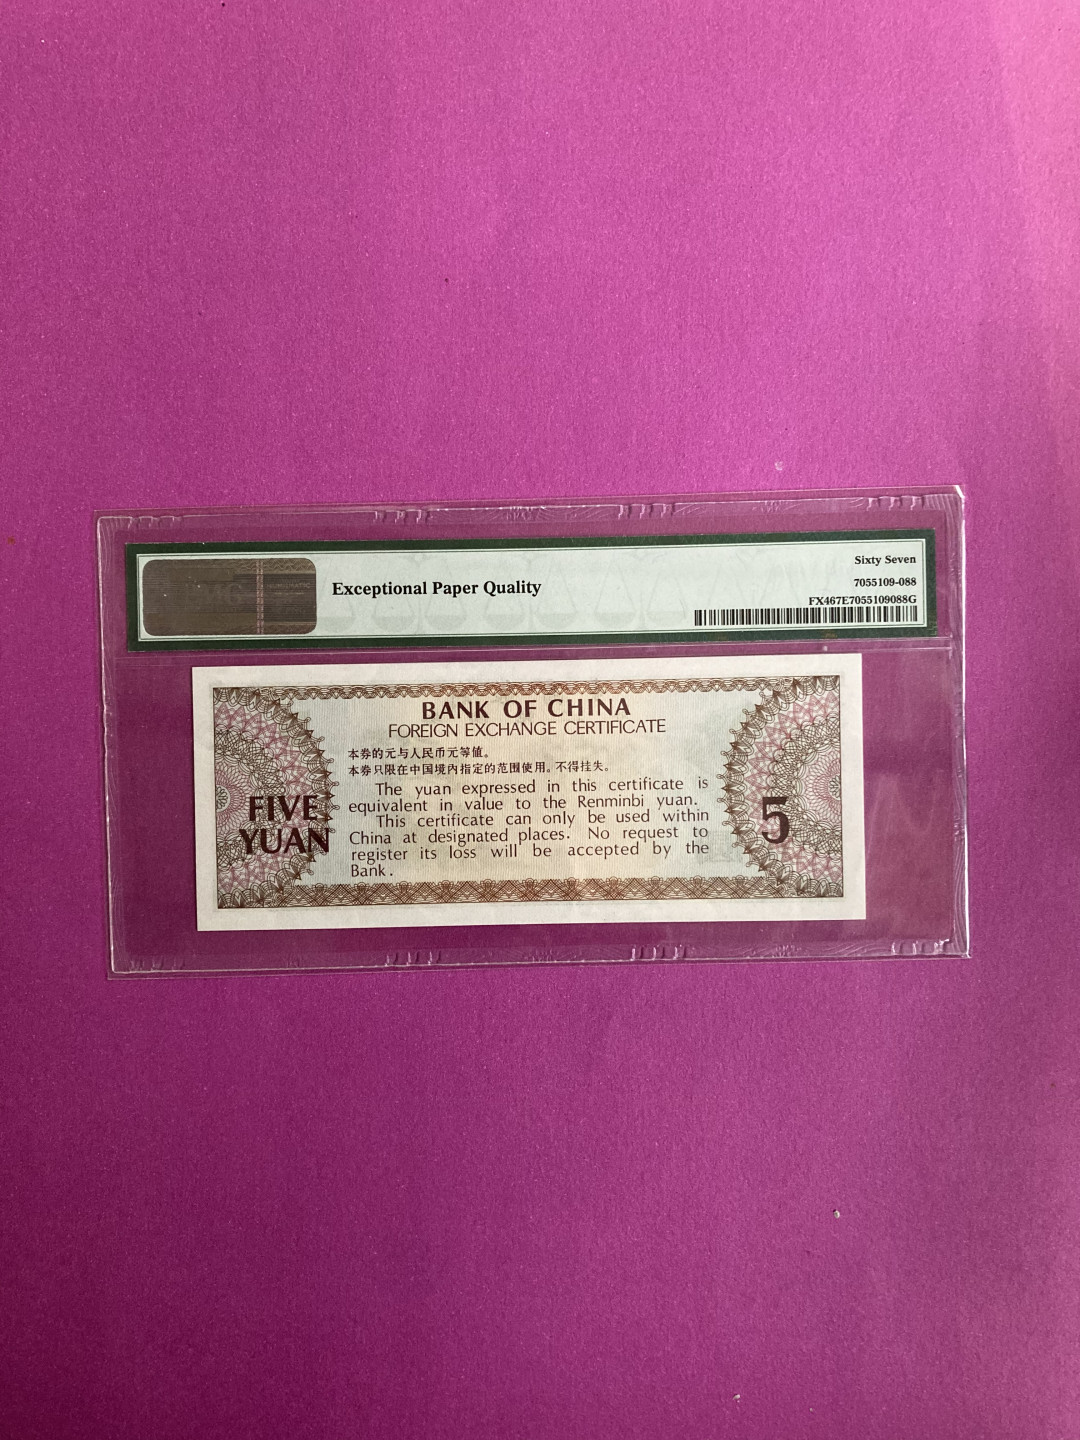 Exceptional Paper Quality
Sixty Seven
7055109-088
FX467E7055109088G
BANK OF CHINA
FOREIGN EXCHANGE CERTIFICATE
本券的元与人民币元等值。
本券只限在中国境内指定的范围使用。不得挂失。
The yuan expressed in this certificate is
equivalent in value to the Renminbi yuan.
This certificate can only be used within
China at designated places. No request to
register its loss will be accepted by the
Bank.
FIVE
YUAN
5